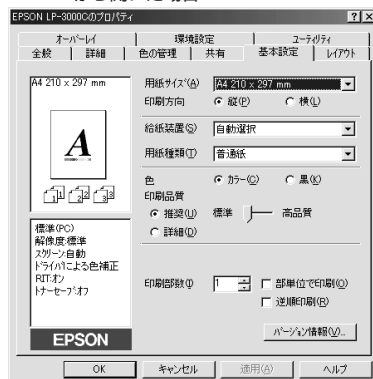 から開いた場合
EPSON LP-3000Cのプロパティ
オーバーレイ 環境設定 ユーティリティ
全般 詳細 色の管理 共有 基本設定 レイアウト
A4 210 x 297 mm
用紙サイズ(A) A4 210 x 297 mm
印刷方向 縦(P) 横(L)
給紙装置(S) 自動選択
用紙種類(T) 普通紙
色 カラー(C) 黒(K)
印刷品質
推奨(U) 標準 高品質
詳細(D)
標準(PC)
解像度:標準
スクリーン:自動
ドライバによる色補正
RIT:オン
トナーセーブ:オフ
印刷部数(I) 1 部単位で印刷(O)
逆順印刷(R)
EPSON
バージョン情報(V)...
OK キャンセル 適用(A) ヘルプ